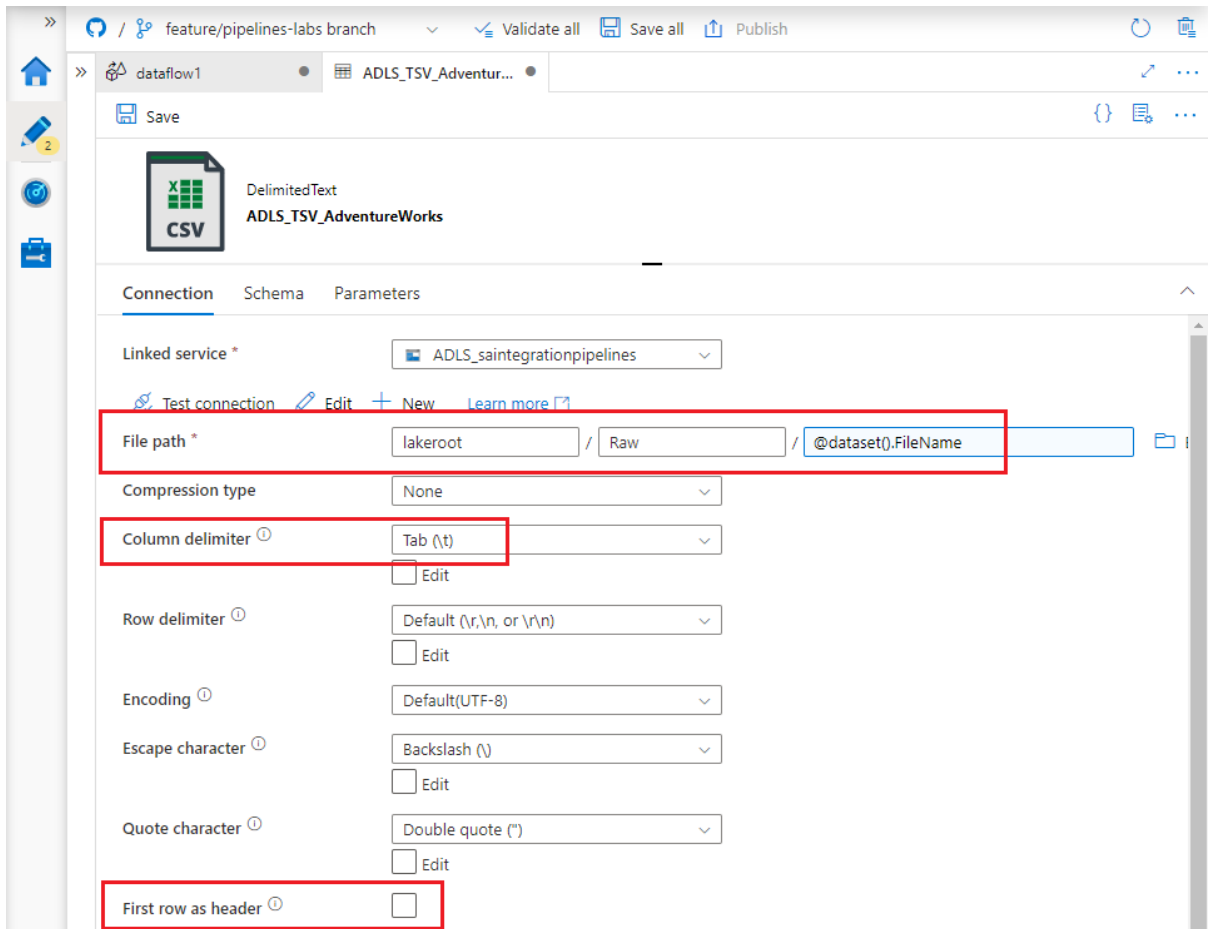 » / feature/pipelines-labs branch Validate all Save all Publish
» dataflow1 ● ADLS_TSV_Adventur... ● ...
Save {} ...
2
X
CSV
DelimitedText
ADLS_TSV_AdventureWorks
Connection Schema Parameters
Linked service * ADLS_saintegrationpipelines
Test connection Edit New Learn more
File path * lakeroot / Raw / @dataset().FileName
Compression type None
Column delimiter Tab (\t)
Edit
Row delimiter Default (\r,\n, or \r\n)
Edit
Encoding Default(UTF-8)
Escape character Backslash (\)
Edit
Quote character Double quote (")
Edit
First row as header